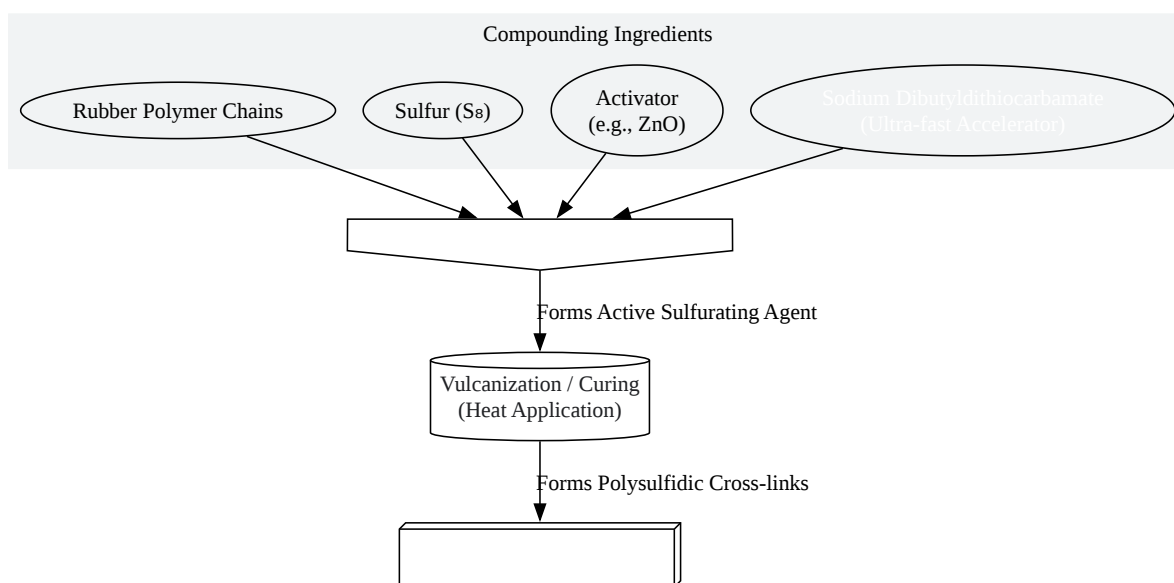 Compounding Ingredients
Rubber Polymer Chains
Sulfur (S₈)
Activator
(e.g., ZnO)
Sodium Dibutyldithiocarbamate
(Ultra-fast Accelerator)
Forms Active Sulfurating Agent
Vulcanization / Curing
(Heat Application)
Forms Polysulfidic Cross-links